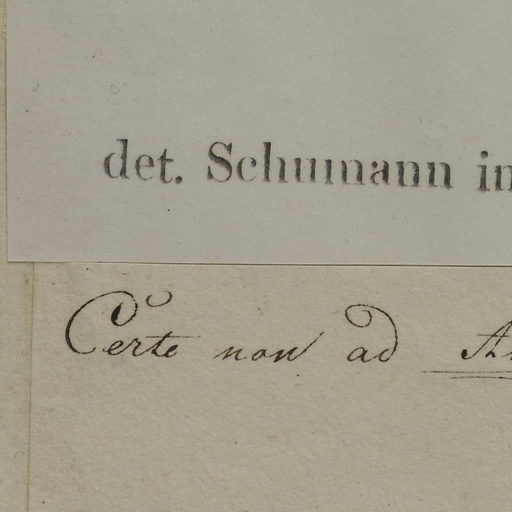 det. Schumann in
Certe non ad